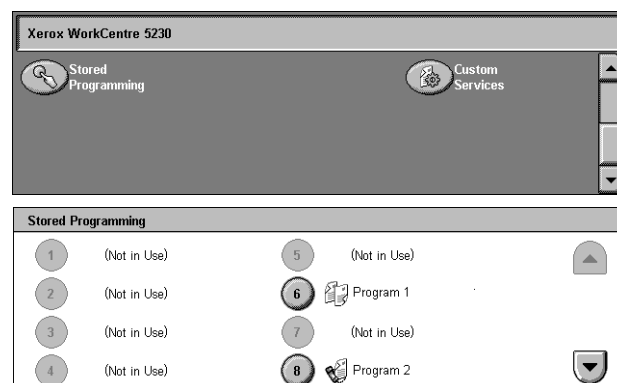 Xerox WorkCentre 5230
Stored
Programming
Custom
Services
Stored Programming
1 (Not in Use)
5 (Not in Use)
2 (Not in Use)
6 Program 1
3 (Not in Use)
7 (Not in Use)
4 (Not in Use)
8 Program 2